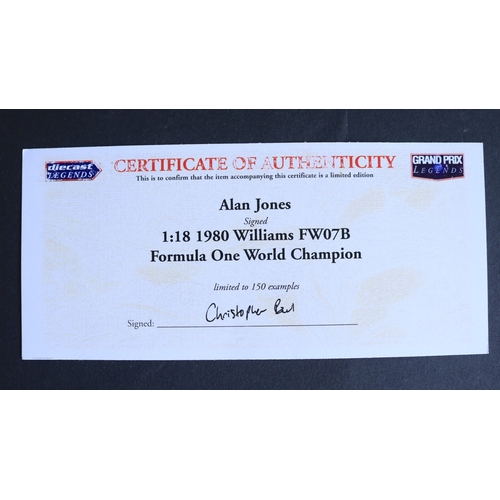 diecast
LEGENDS
CERTIFICATE OF AUTHENTICITY
GRAND PRIX
LEGENDS
This is to confirm that the item accompanying this certificate is a limited edition
Alan Jones
Signed
1:18 1980 Williams FW07B
Formula One World Champion
limited to 150 examples
Christopher
Signed: